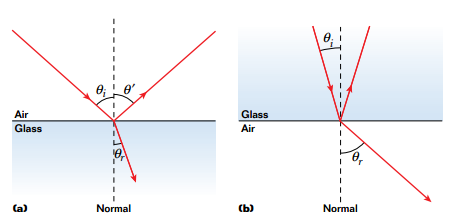 θi θ′
Air
Glass
θr
(a) Normal
θi
Glass
Air
θr
(b) Normal